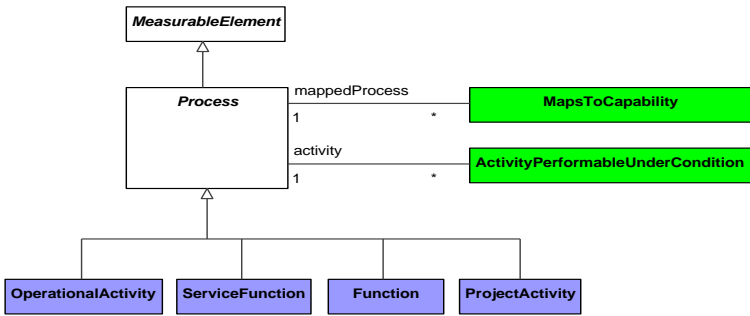 MeasurableElement
Process
mappedProcess
1 *
MapsToCapability
activity
1 *
ActivityPerformableUnderCondition
OperationalActivity
ServiceFunction
Function
ProjectActivity